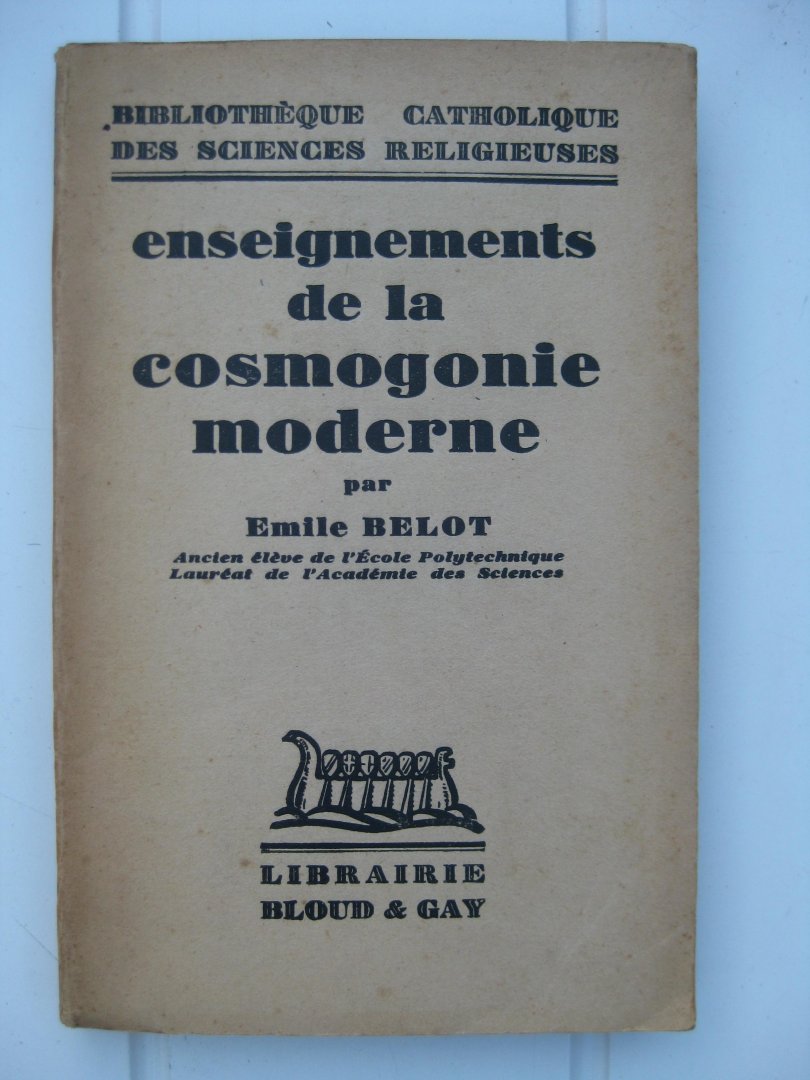 BIBLIOTHÈQUE CATHOLIQUE
DES SCIENCES RELIGIEUSES
enseignements
de la
cosmogonie
moderne
par
Emile BELOT
Ancien élève de l'École Polytechnique
Lauréat de l'Académie des Sciences
LIBRAIRIE
BLOUD & GAY